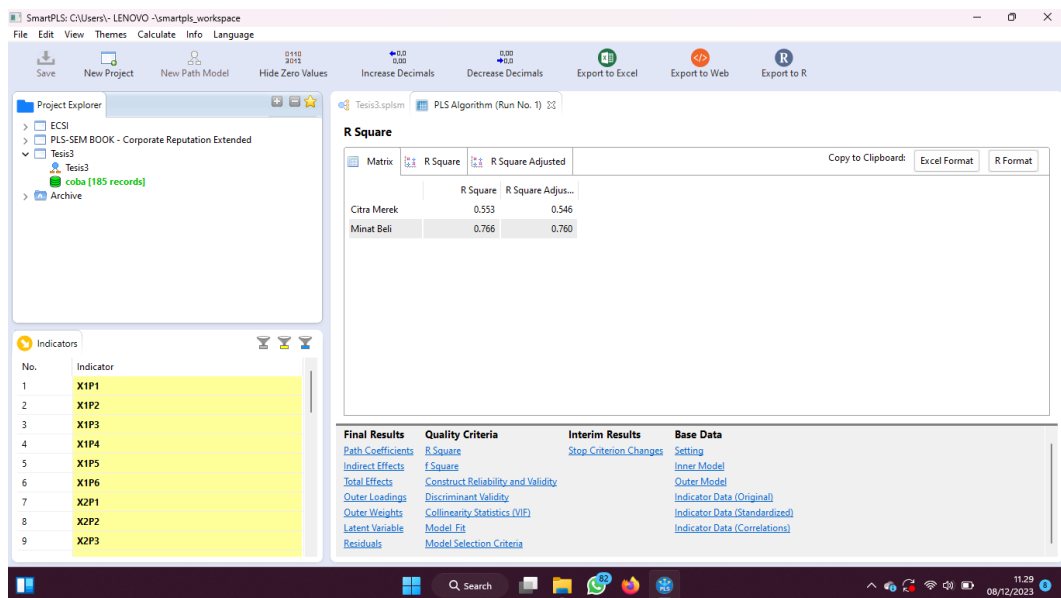 SmartPLS: C:\Users\- LENOVO -\smartpls_workspace
File Edit View Themes Calculate Info Language
Save New Project New Path Model Hide Zero Values Increase Decimals Decrease Decimals Export to Excel Export to Web Export to R
Project Explorer
ECSI
PLS-SEM BOOK - Corporate Reputation Extended
Tesis3
Tesis3
coba [185 records]
Archive
Indicators
No. Indicator
1 X1P1
2 X1P2
3 X1P3
4 X1P4
5 X1P5
6 X1P6
7 X2P1
8 X2P2
9 X2P3
Tesis3.splsm PLS Algorithm (Run No. 1)
R Square
Matrix R Square R Square Adjusted Copy to Clipboard: Excel Format R Format
R Square R Square Adjus...
Citra Merek 0.553 0.546
Minat Beli 0.766 0.760
Final Results Quality Criteria Interim Results Base Data
Path Coefficients R Square Stop Criterion Changes Setting
Indirect Effects f Square Inner Model
Total Effects Construct Reliability and Validity Outer Model
Outer Loadings Discriminant Validity Indicator Data (Original)
Outer Weights Collinearity Statistics (VIF) Indicator Data (Standardized)
Latent Variable Model Fit Indicator Data (Correlations)
Residuals Model Selection Criteria
Search 82 PLS 11.29
08/12/2023 8